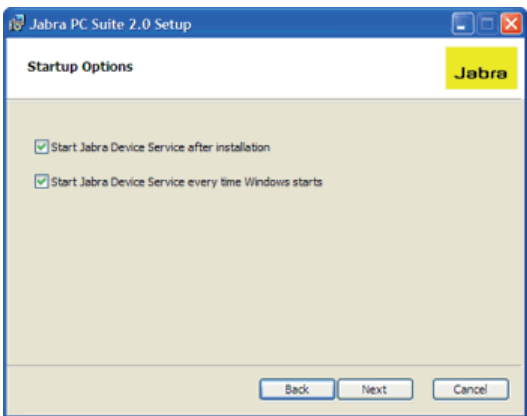 Jabra PC Suite 2.0 Setup
Startup Options
Jabra
Start Jabra Device Service after installation
Start Jabra Device Service every time Windows starts
Back Next Cancel